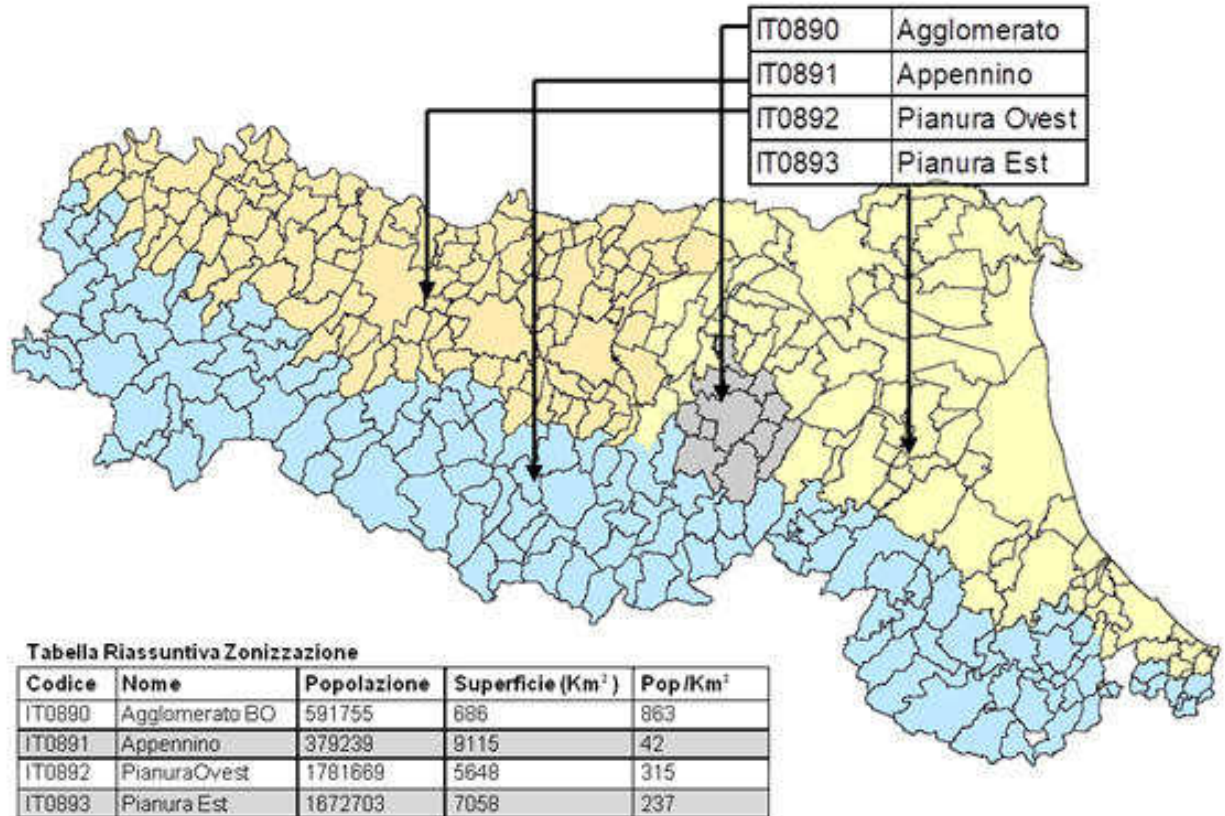 IT0890 Agglomerato
IT0891 Appennino
IT0892 Pianura Ovest
IT0893 Pianura Est
Tabella Riassuntiva Zonizzazione
Codice Nome Popolazione Superficie (Km²) Pop/Km²
IT0890 Agglomerato BO 591755 686 863
IT0891 Appennino 379239 9115 42
IT0892 PianuraOvest 1781669 5648 315
IT0893 Pianura Est 1672703 7058 237